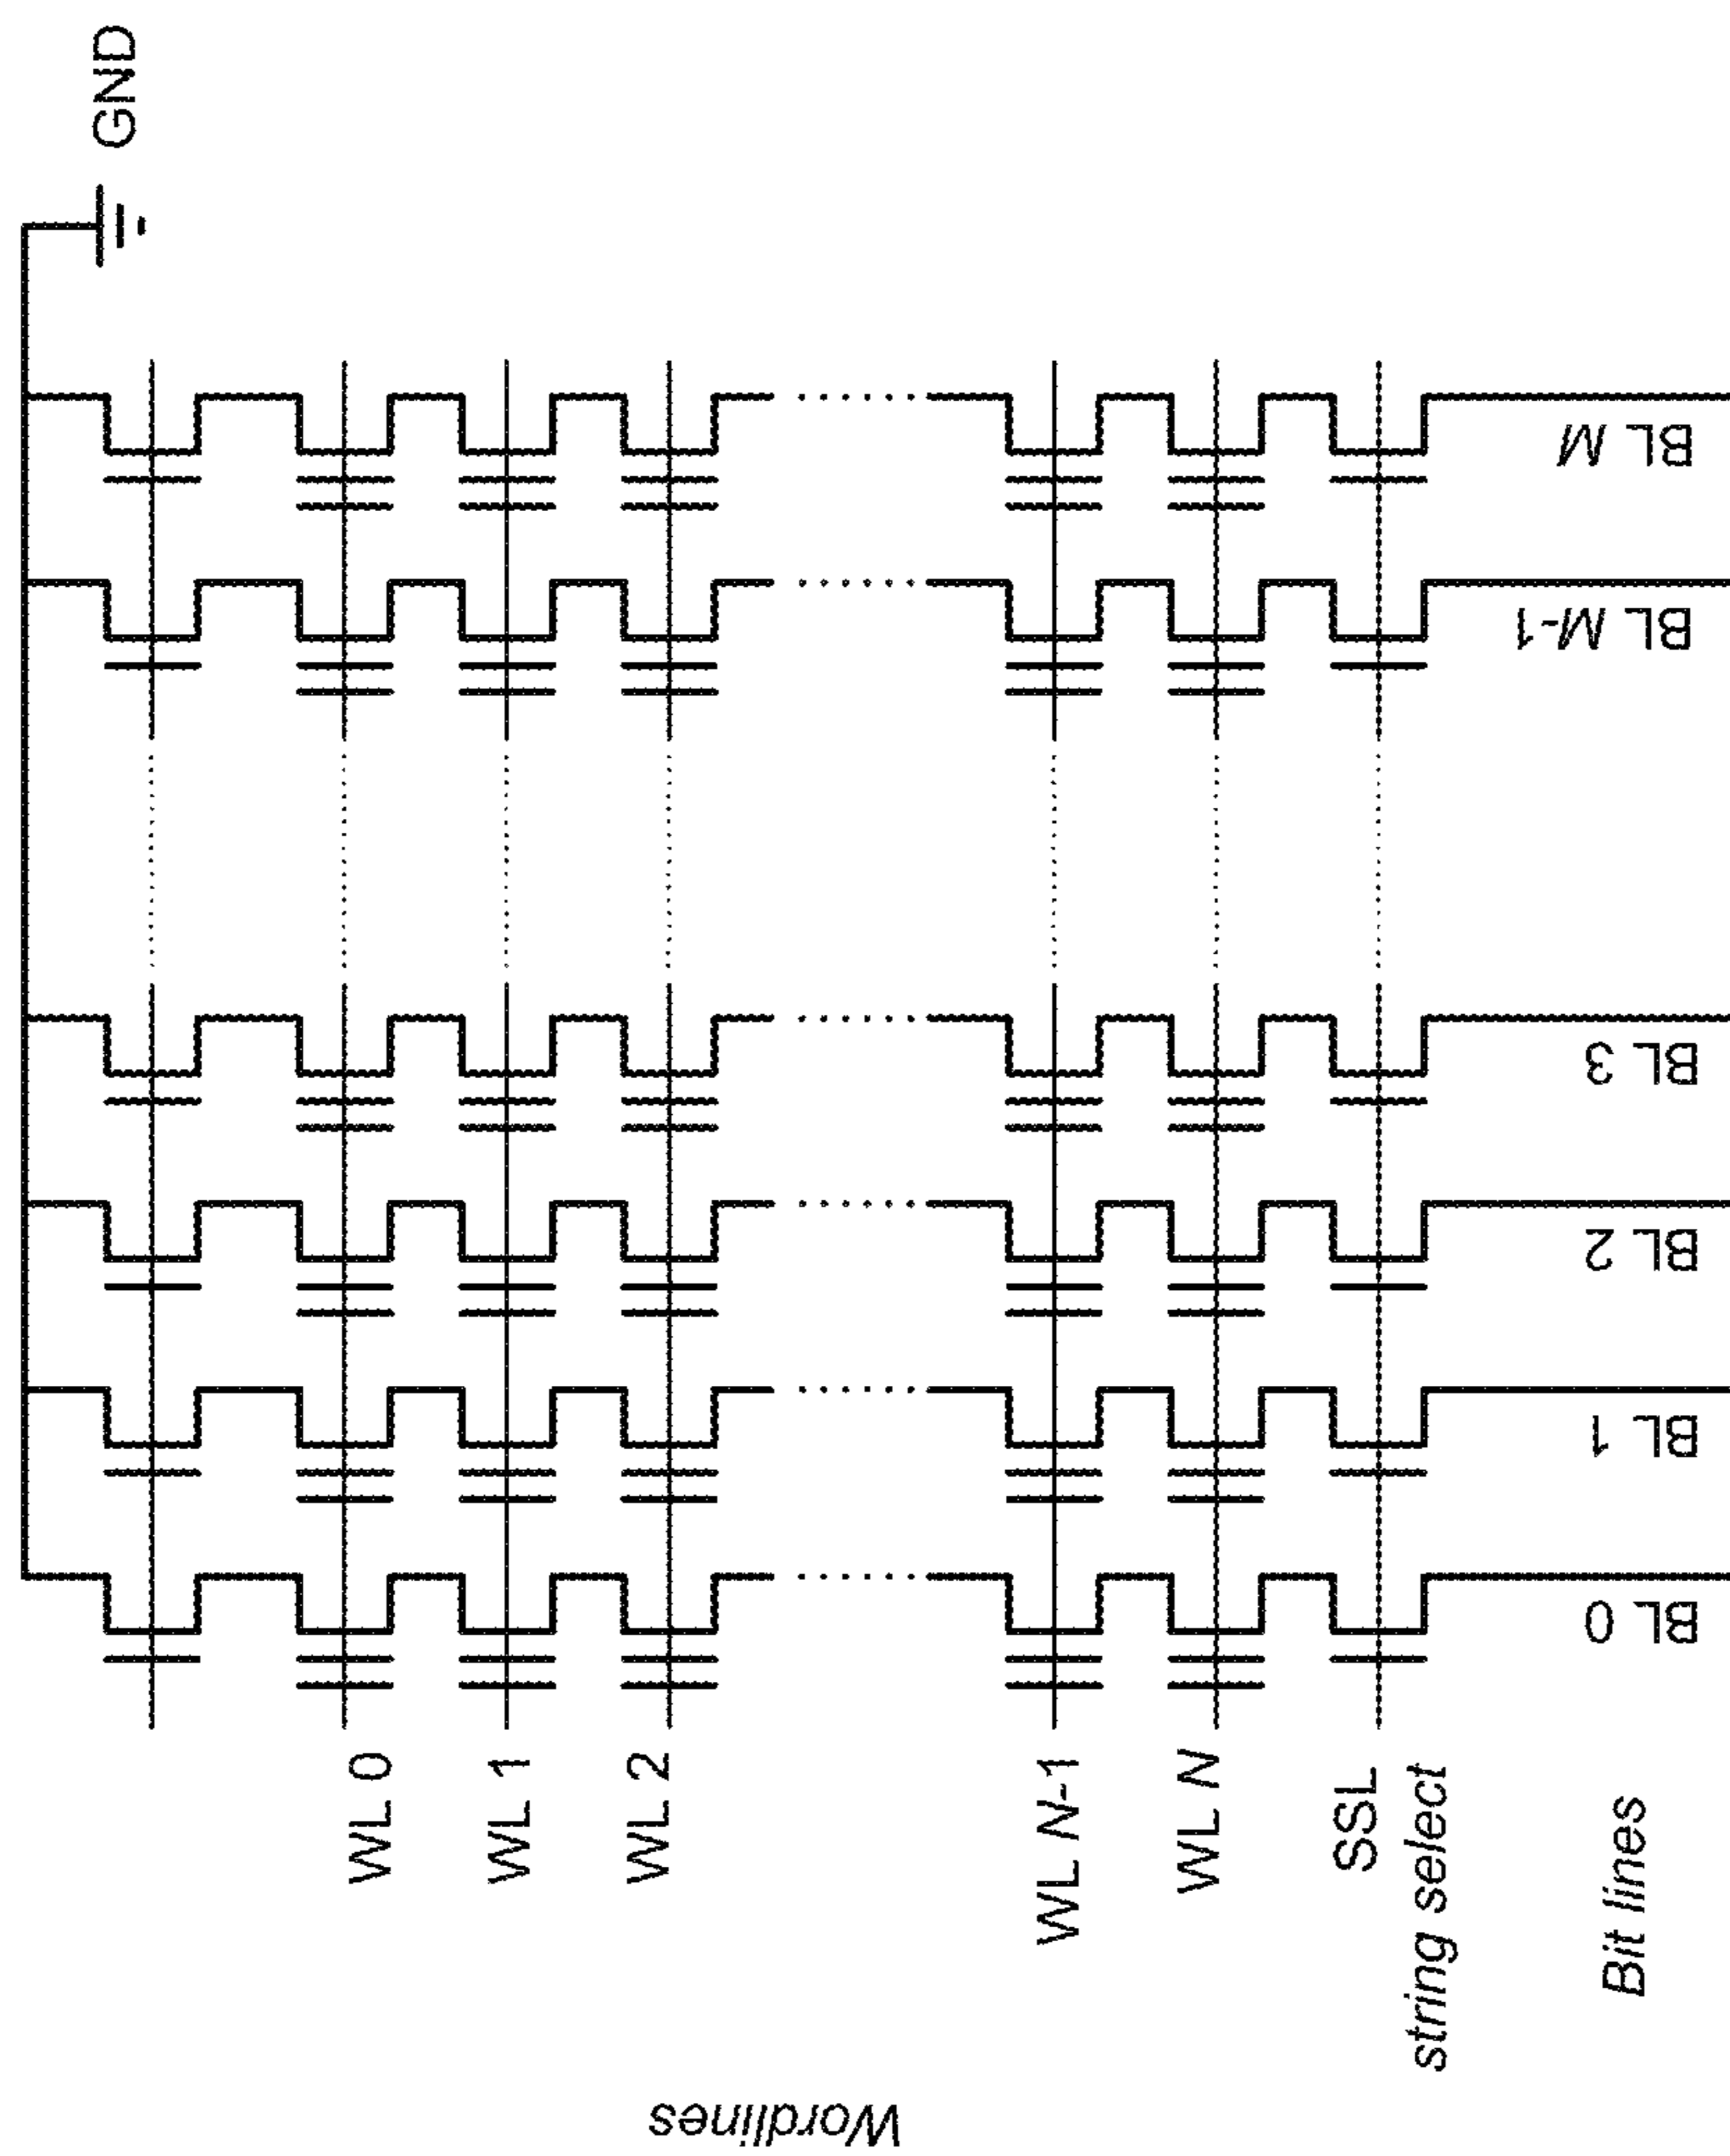 GND
WL 0
WL 1
WL 2
WL N-1
WL N
SSL
string select
Bit lines
Wordlines
BL 0
BL 1
BL 2
BL 3
BL M-1
BL M